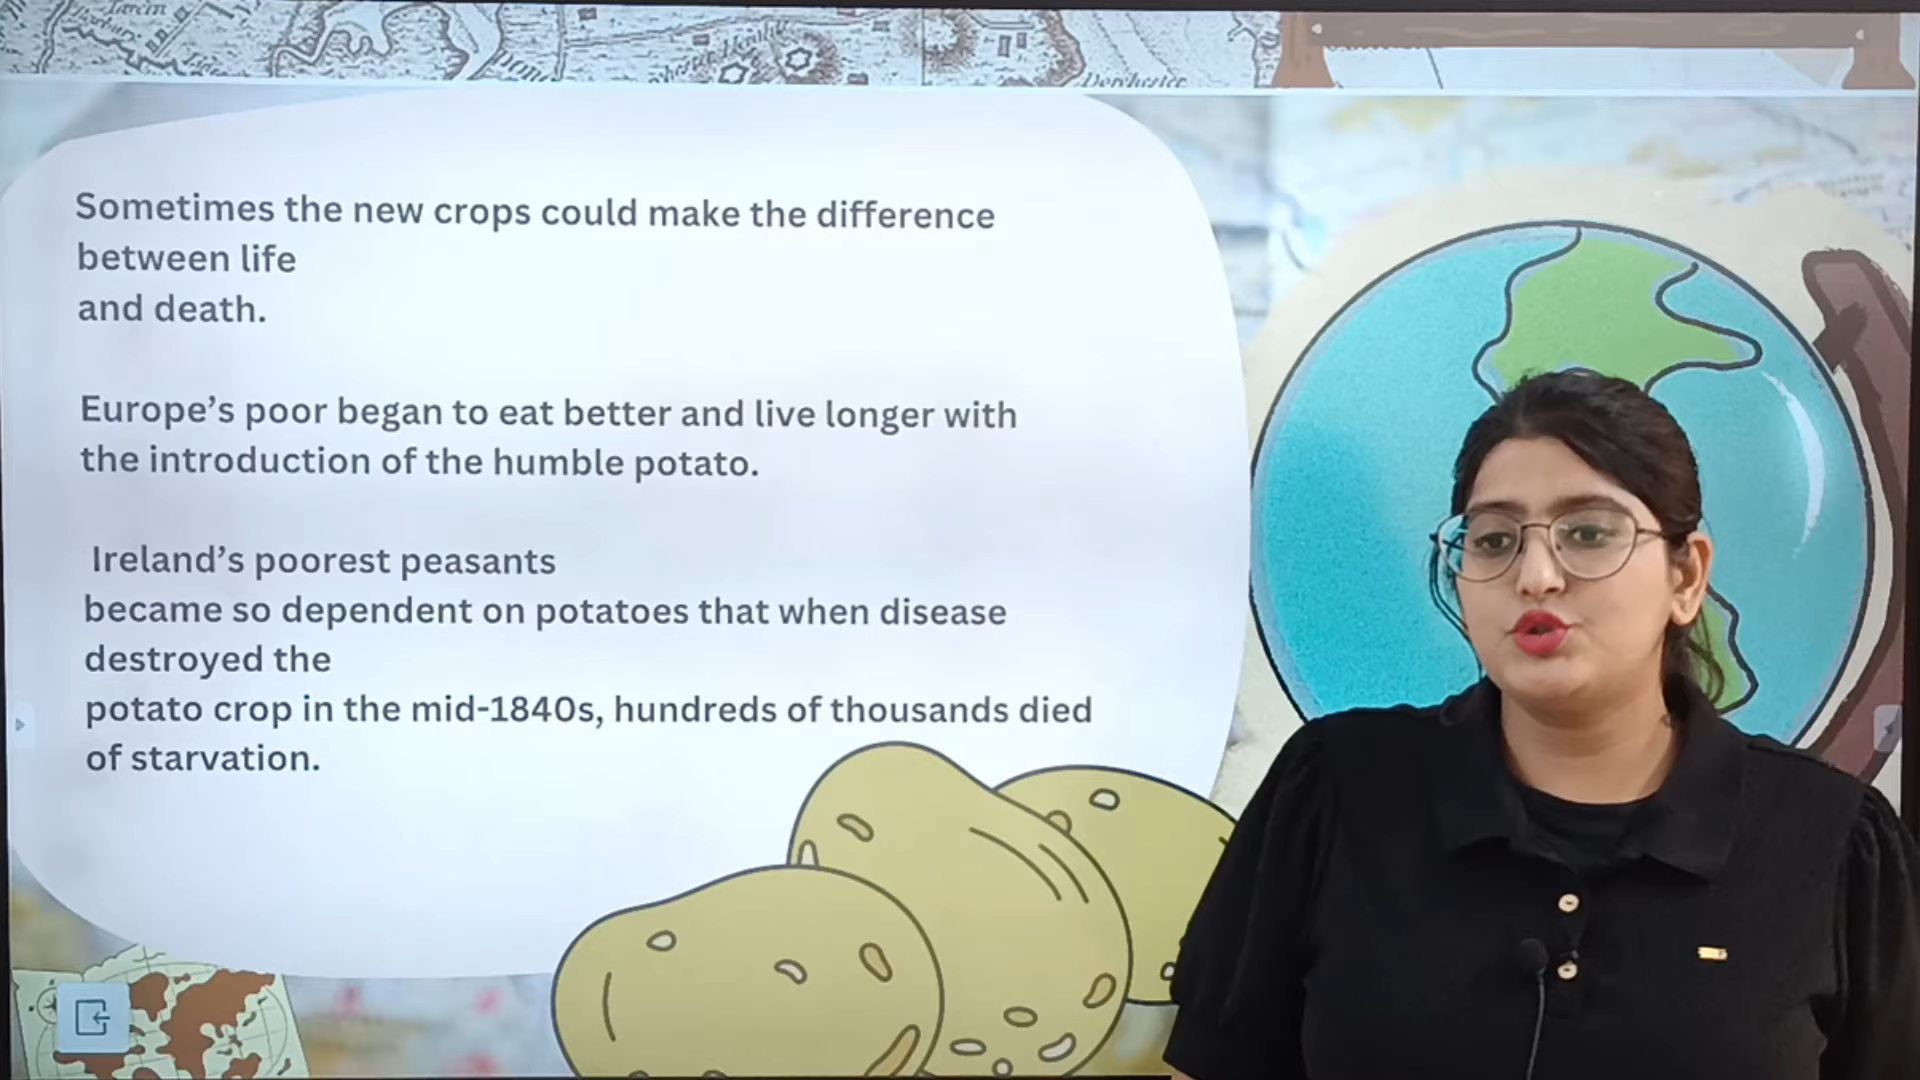 Tavern
Dorchester
Sometimes the new crops could make the difference
between life
and death.
Europe's poor began to eat better and live longer with
the introduction of the humble potato.
Ireland's poorest peasants
became so dependent on potatoes that when disease
destroyed the
potato crop in the mid-1840s, hundreds of thousands died
of starvation.